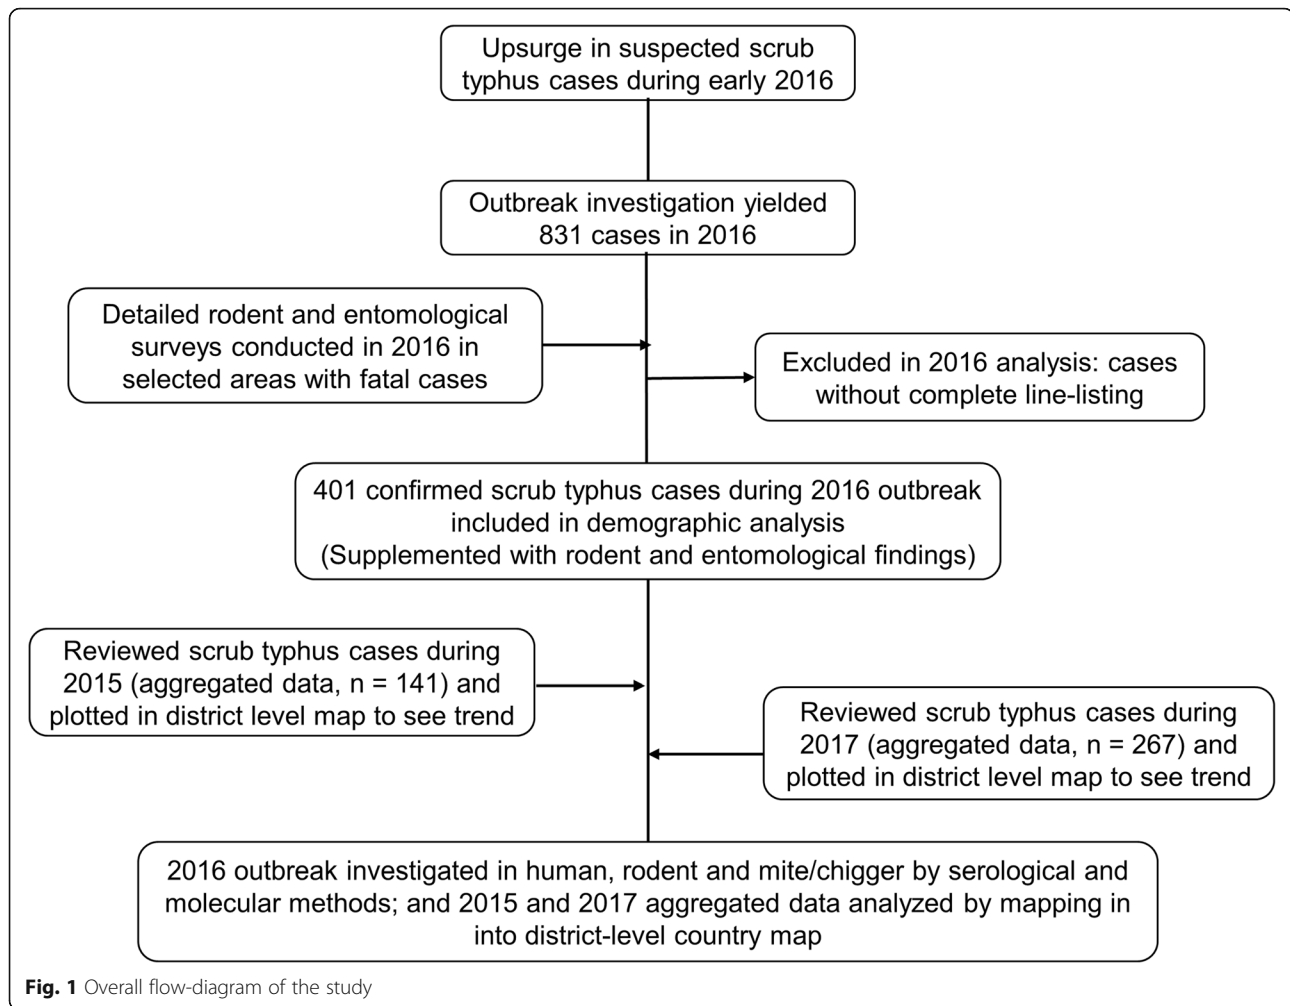 Upsurge in suspected scrub
typhus cases during early 2016
Outbreak investigation yielded
831 cases in 2016
Detailed rodent and entomological
surveys conducted in 2016 in
selected areas with fatal cases
Excluded in 2016 analysis: cases
without complete line-listing
401 confirmed scrub typhus cases during 2016 outbreak
included in demographic analysis
(Supplemented with rodent and entomological findings)
Reviewed scrub typhus cases during
2015 (aggregated data, n = 141) and
plotted in district level map to see trend
Reviewed scrub typhus cases during
2017 (aggregated data, n = 267) and
plotted in district level map to see trend
2016 outbreak investigated in human, rodent and mite/chigger by serological and
molecular methods; and 2015 and 2017 aggregated data analyzed by mapping in
into district-level country map
Fig. 1 Overall flow-diagram of the study